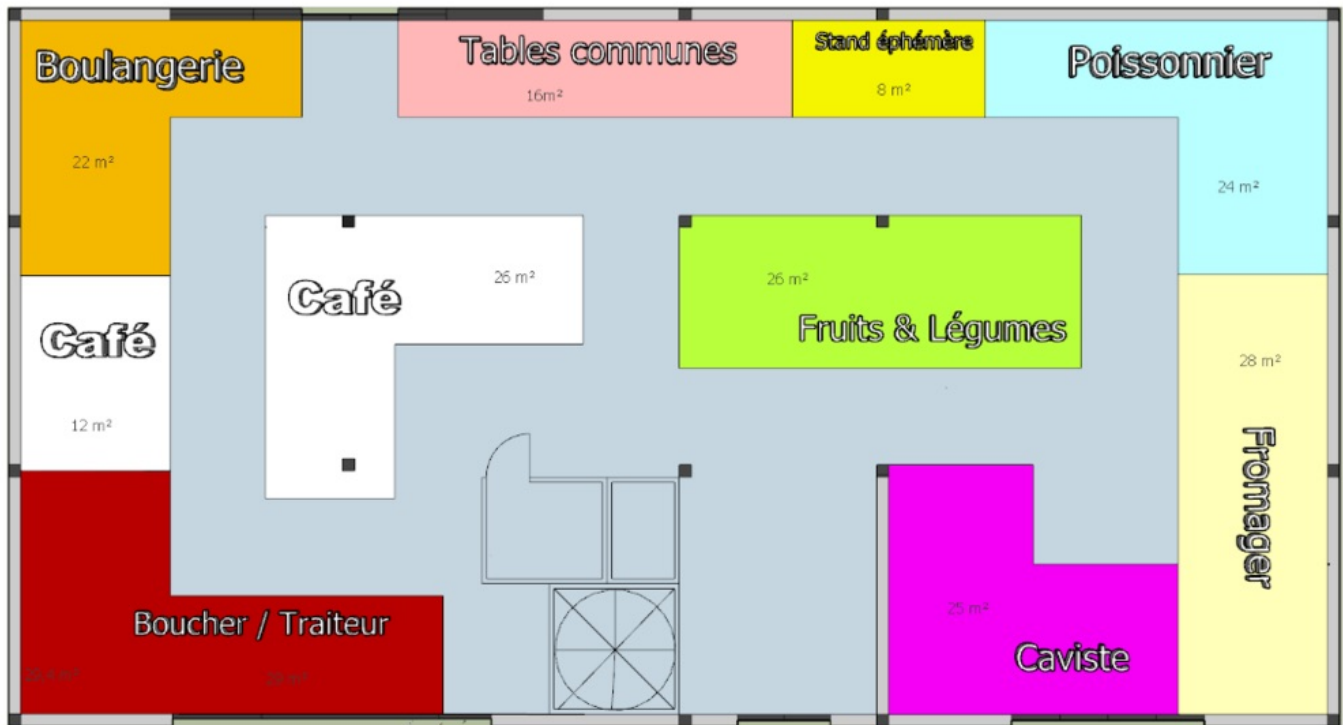 Boulangerie
22 m²
Tables communes
16m²
Stand éphémère
8 m²
Poissonnier
24 m²
Café
26 m²
26 m²
Fruits & Légumes
Café
12 m²
28 m²
Fromager
Boucher / Traiteur
25 m²
Caviste